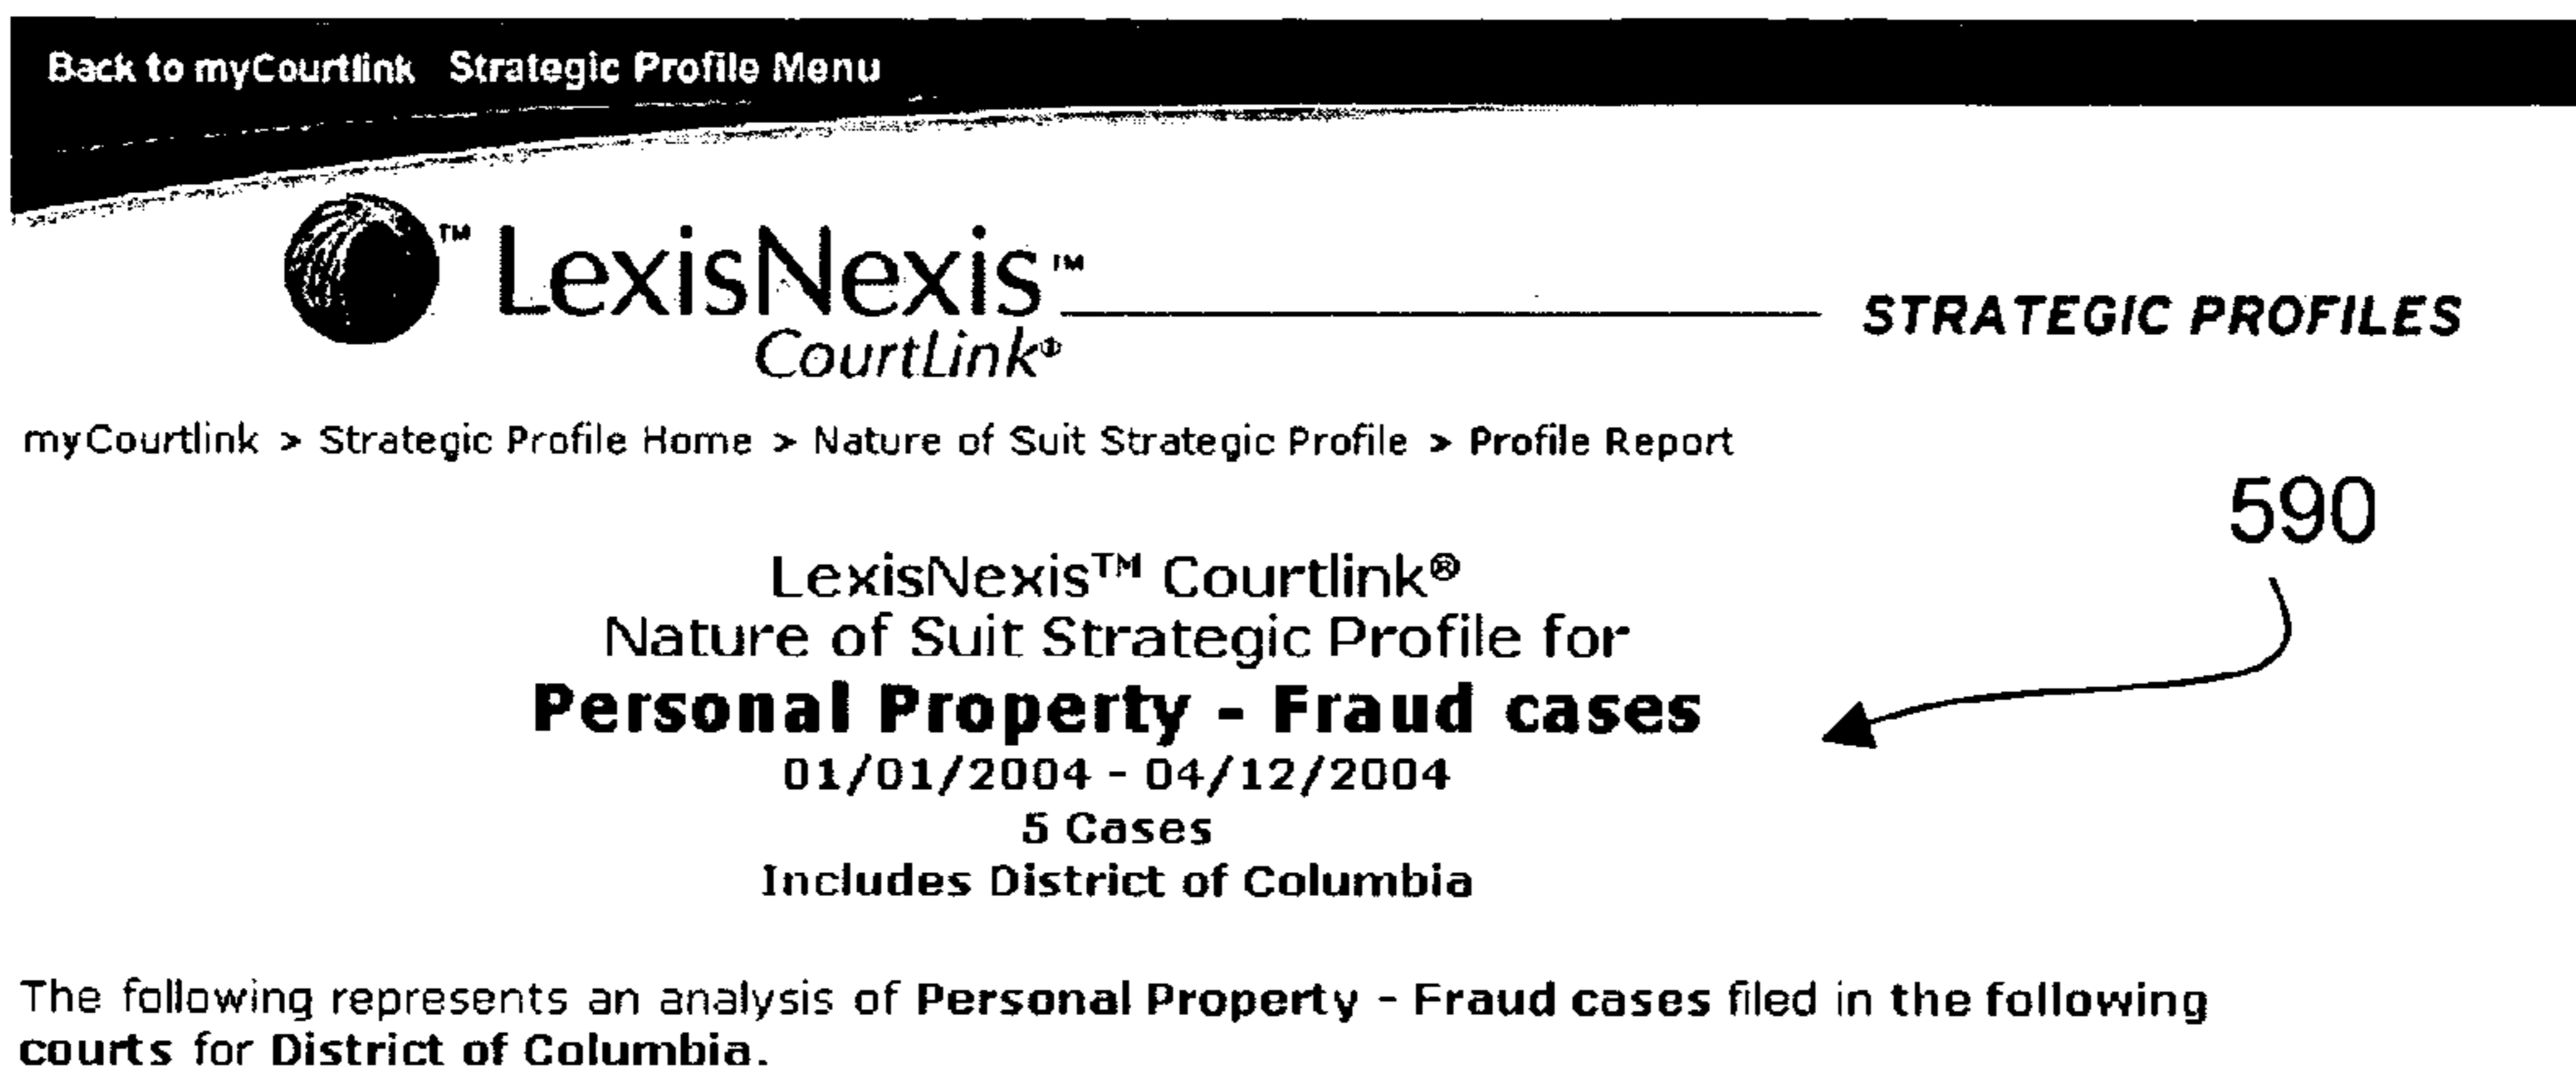 Back to myCourtlink Strategic Profile Menu
™ LexisNexis™
CourtLink®
STRATEGIC PROFILES
myCourtlink > Strategic Profile Home > Nature of Suit Strategic Profile > Profile Report
590
LexisNexis™ Courtlink®
Nature of Suit Strategic Profile for
Personal Property - Fraud cases
01/01/2004 - 04/12/2004
5 Cases
Includes District of Columbia
The following represents an analysis of Personal Property - Fraud cases filed in the following
courts for District of Columbia.